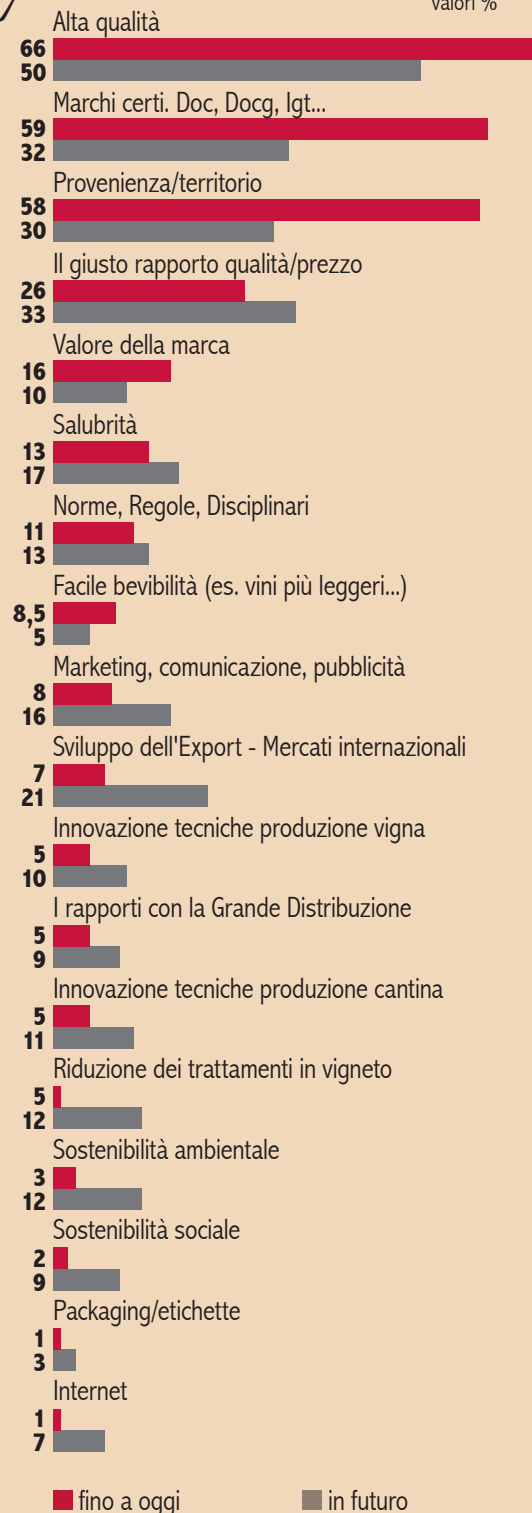 valori %
Alta qualità
66
50
Marchi certi. Doc, Docg, Igt...
59
32
Provenienza/territorio
58
30
Il giusto rapporto qualità/prezzo
26
33
Valore della marca
16
10
Salubrità
13
17
Norme, Regole, Disciplinari
11
13
Facile bevibilità (es. vini più leggeri...)
8,5
5
Marketing, comunicazione, pubblicità
8
16
Sviluppo dell'Export - Mercati internazionali
7
21
Innovazione tecniche produzione vigna
5
10
I rapporti con la Grande Distribuzione
5
9
Innovazione tecniche produzione cantina
5
11
Riduzione dei trattamenti in vigneto
5
12
Sostenibilità ambientale
3
12
Sostenibilità sociale
2
9
Packaging/etichette
1
3
Internet
1
7
fino a oggi
in futuro